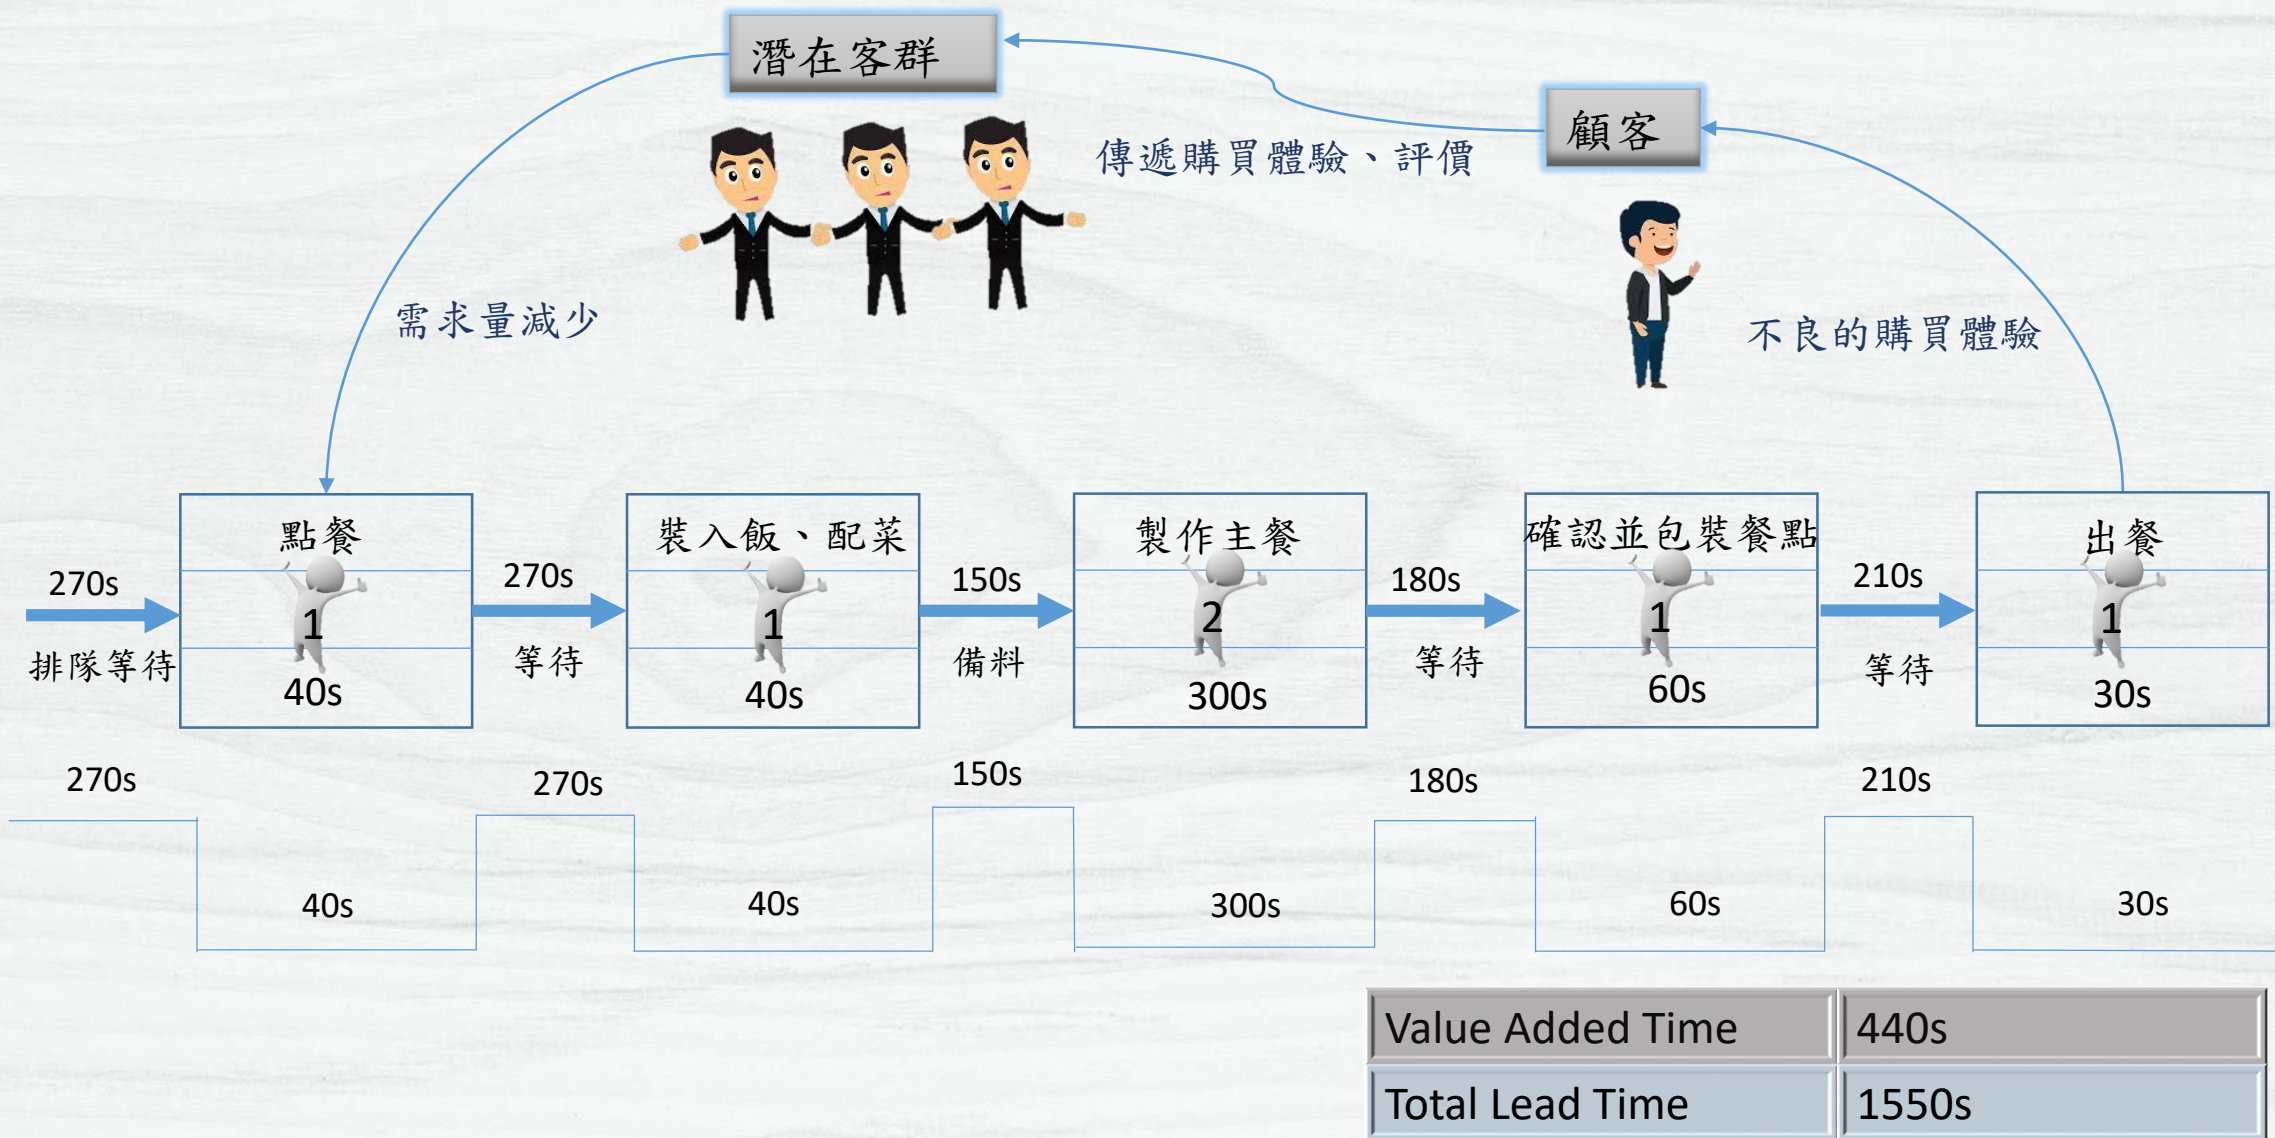 潛在客群
顧客
傳遞購買體驗、評價
需求量減少
不良的購買體驗
270s
排隊等待
點餐
1
40s
270s
等待
裝入飯、配菜
1
40s
150s
備料
製作主餐
2
300s
180s
等待
確認並包裝餐點
1
60s
210s
等待
出餐
1
30s
270s
40s
270s
40s
150s
300s
180s
60s
210s
30s
Value Added Time 440s
Total Lead Time 1550s